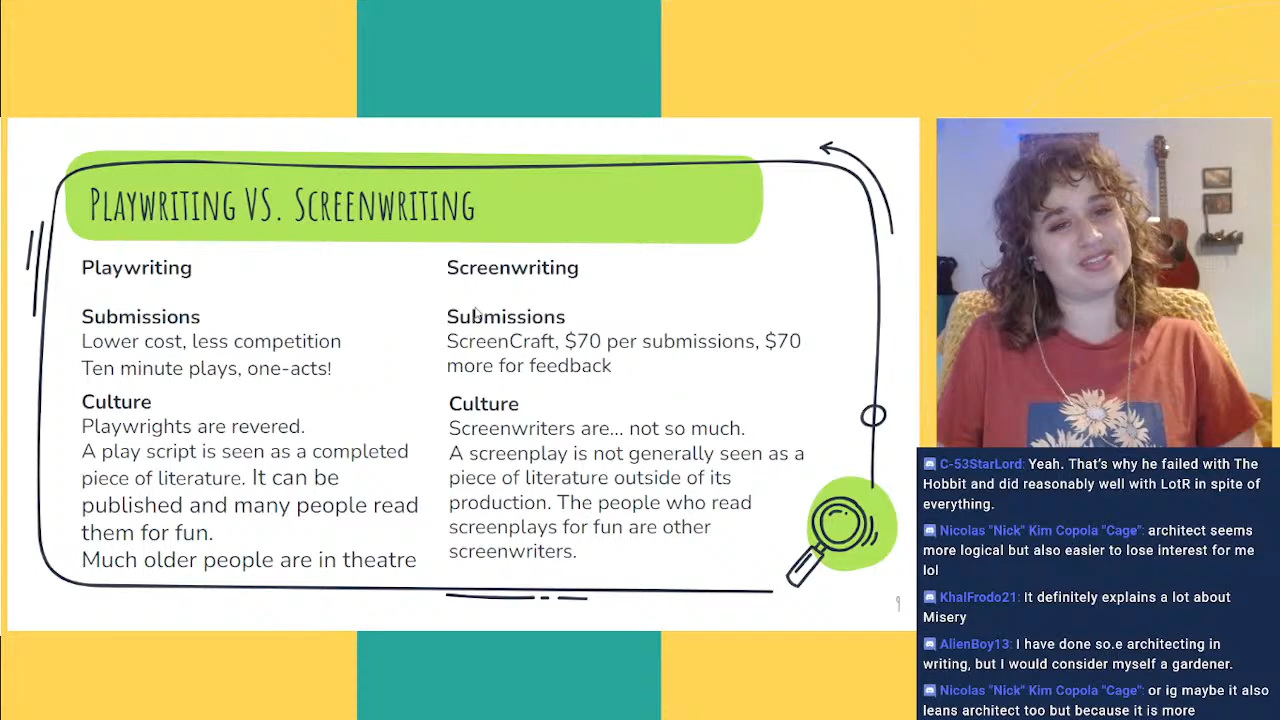 PLAYWRITING VS. SCREENWRITING
Playwriting
Submissions
Lower cost, less competition
Ten minute plays, one-acts!
Culture
Playwrights are revered.
A play script is seen as a completed
piece of literature. It can be
published and many people read
them for fun.
Much older people are in theatre
Screenwriting
Submissions
ScreenCraft, $70 per submissions, $70
more for feedback
Culture
Screenwriters are... not so much.
A screenplay is not generally seen as a
piece of literature outside of its
production. The people who read
screenplays for fun are other
screenwriters.
9
C-53StarLord: Yeah. That's why he failed with The
Hobbit and did reasonably well with LotR in spite of
everything.
Nicolas "Nick" Kim Copola "Cage": architect seems
more logical but also easier to lose interest for me
lol
KhalFrodo21: It definitely explains a lot about
Misery
AlienBoy13: I have done so.e architecting in
writing, but I would consider myself a gardener.
Nicolas "Nick" Kim Copola "Cage": or ig maybe it also
leans architect too but because it is more